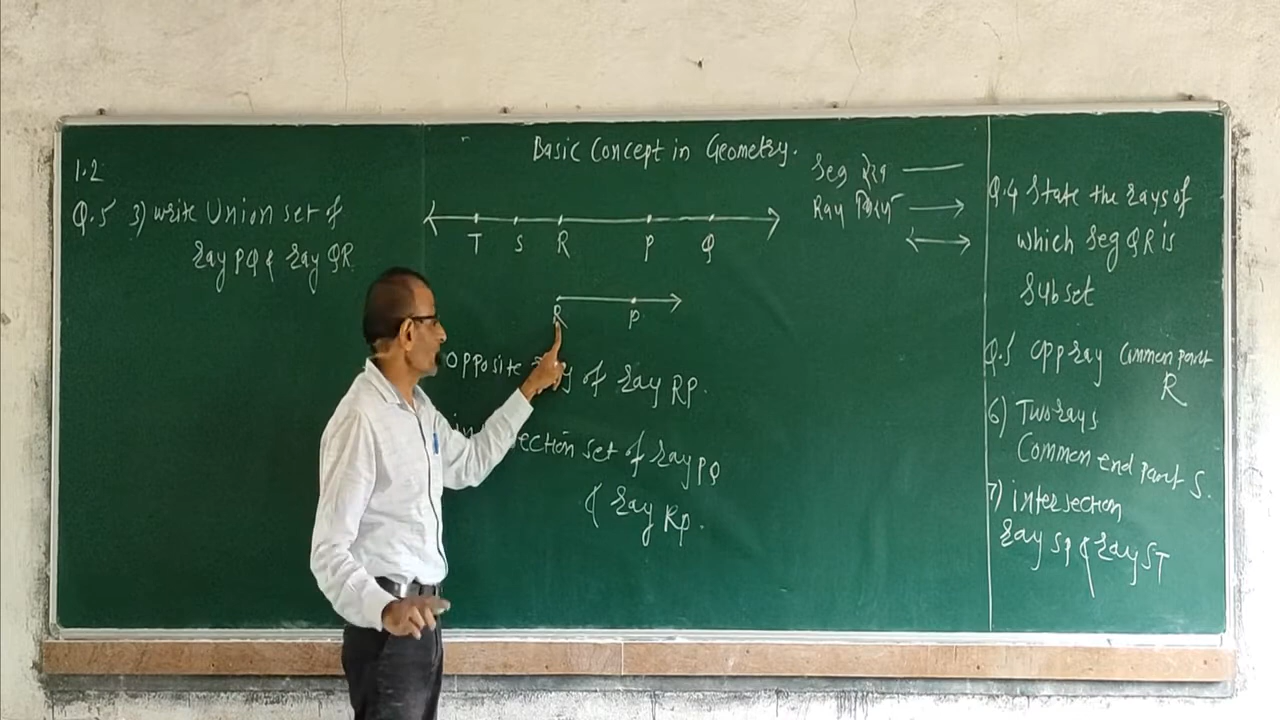 Basic Concept in Geometry.
1.2
Q.5 3) write Union set of
ray PQ & ray QR
T S R P Q
R P
opposite of ray RP.
section set of ray PQ
& ray RP.
Seg रेख
Ray किरण
Q.4 State the rays of
which Seg QR is
Subset
Q.5 opp ray Common point
R
6) Two rays
Common end point S.
7) intersection
ray SP & ray ST